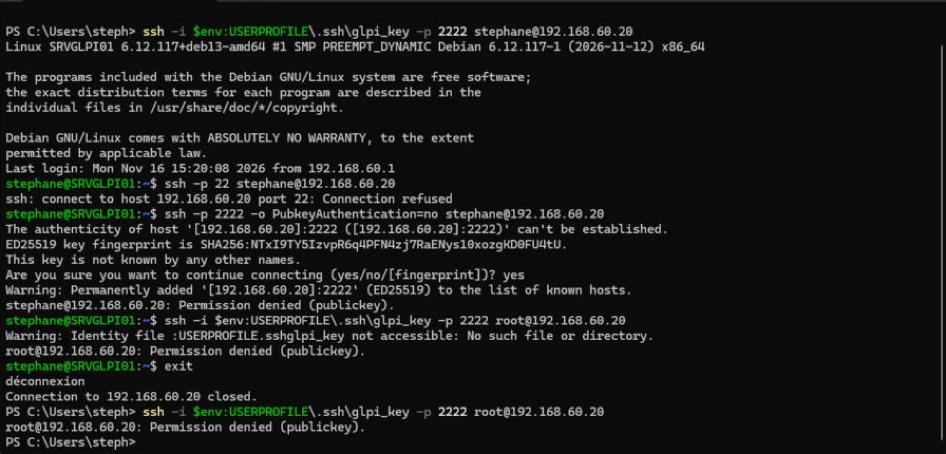 PS C:\Users\steph> ssh -i $env:USERPROFILE\.ssh\glpi_key -p 2222 stephane@192.168.60.20
Linux SRVGLPI01 6.12.117+deb13-amd64 #1 SMP PREEMPT_DYNAMIC Debian 6.12.117-1 (2026-11-12) x86_64
The programs included with the Debian GNU/Linux system are free software;
the exact distribution terms for each program are described in the
individual files in /usr/share/doc/*/copyright.
Debian GNU/Linux comes with ABSOLUTELY NO WARRANTY, to the extent
permitted by applicable law.
Last login: Mon Nov 16 15:20:08 2026 from 192.168.60.1
stephane@SRVGLPI01:~$ ssh -p 22 stephane@192.168.60.20
ssh: connect to host 192.168.60.20 port 22: Connection refused
stephane@SRVGLPI01:~$ ssh -p 2222 -o PubkeyAuthentication=no stephane@192.168.60.20
The authenticity of host '[192.168.60.20]:2222 ([192.168.60.20]:2222)' can't be established.
ED25519 key fingerprint is SHA256:NTxI9TY5IzvpR6q4PFN4zj7RaENys10xozgKD0FU4tU.
This key is not known by any other names.
Are you sure you want to continue connecting (yes/no/[fingerprint])? yes
Warning: Permanently added '[192.168.60.20]:2222' (ED25519) to the list of known hosts.
stephane@192.168.60.20: Permission denied (publickey).
stephane@SRVGLPI01:~$ ssh -i $env:USERPROFILE\.ssh\glpi_key -p 2222 root@192.168.60.20
Warning: Identity file :USERPROFILE.sshglpi_key not accessible: No such file or directory.
root@192.168.60.20: Permission denied (publickey).
stephane@SRVGLPI01:~$ exit
déconnexion
Connection to 192.168.60.20 closed.
PS C:\Users\steph> ssh -i $env:USERPROFILE\.ssh\glpi_key -p 2222 root@192.168.60.20
root@192.168.60.20: Permission denied (publickey).
PS C:\Users\steph>